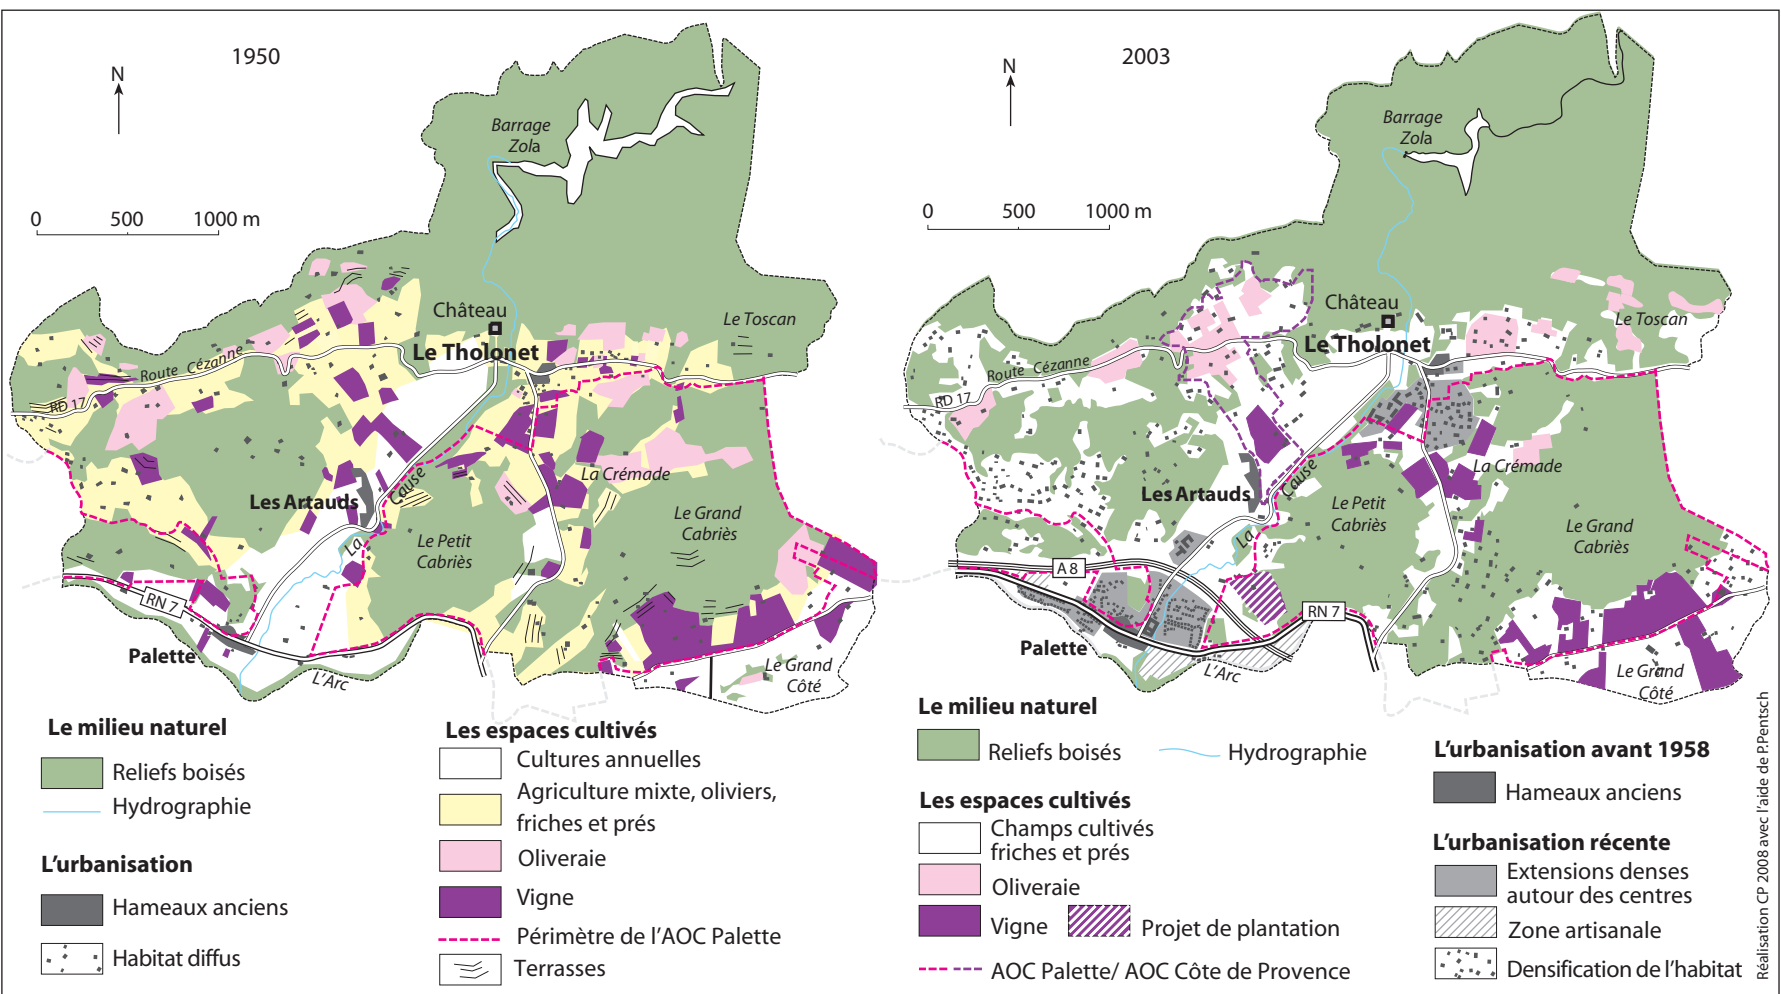 1950
N
0 500 1000 m
Barrage
Zola
Château
Le Tholonet
Le Toscan
Route Cézanne
RD 17
La Crémade
Les Artauds
La Cause
Le Petit
Cabriès
Le Grand
Cabriès
RN 7
Palette
L'Arc
Le Grand
Côté
Le milieu naturel
Reliefs boisés
Hydrographie
L'urbanisation
Hameaux anciens
Habitat diffus
Les espaces cultivés
Cultures annuelles
Agriculture mixte, oliviers,
friches et prés
Oliveraie
Vigne
Périmètre de l'AOC Palette
Terrasses
2003
N
0 500 1000 m
Barrage
Zola
Château
Le Tholonet
Le Toscan
Route Cézanne
RD 17
La Crémade
Les Artauds
La Cause
Le Petit
Cabriès
Le Grand
Cabriès
A 8
RN 7
Palette
L'Arc
Le Grand
Côté
Le milieu naturel
Reliefs boisés
Hydrographie
Les espaces cultivés
Champs cultivés
friches et prés
Oliveraie
Vigne
Projet de plantation
AOC Palette/ AOC Côte de Provence
L'urbanisation avant 1958
Hameaux anciens
L'urbanisation récente
Extensions denses
autour des centres
Zone artisanale
Densification de l'habitat
Réalisation CP 2008 avec l'aide de P.Pentsch